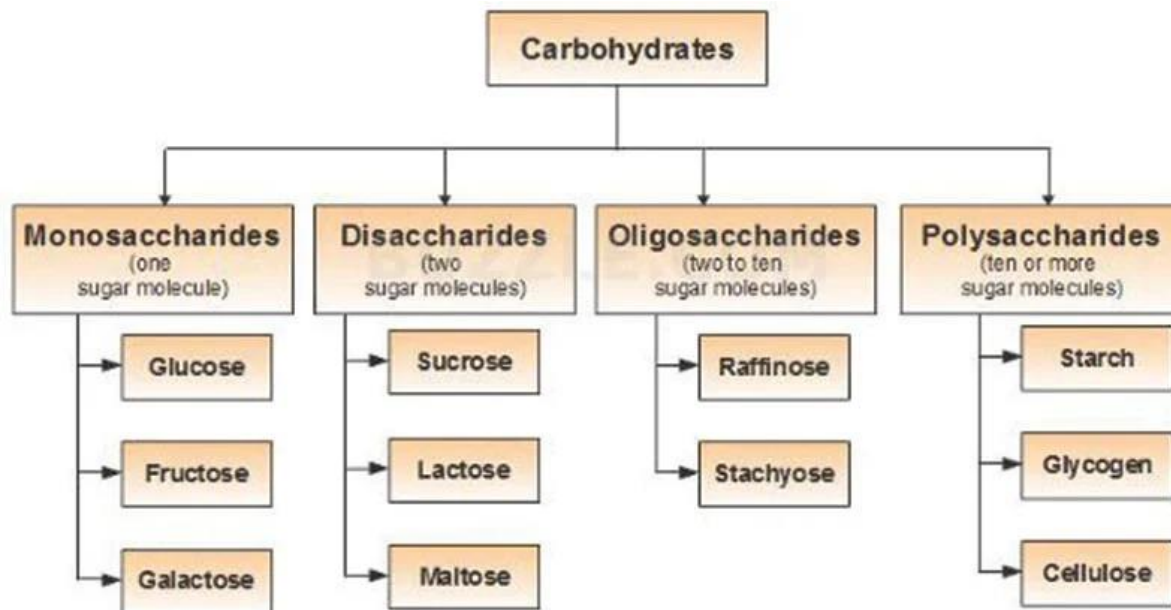 Carbohydrates
Monosaccharides
(one
sugar molecule)
Glucose
Fructose
Galactose
Disaccharides
(two
sugar molecules)
Sucrose
Lactose
Maltose
Oligosaccharides
(two to ten
sugar molecules)
Raffinose
Stachyose
Polysaccharides
(ten or more
sugar molecules)
Starch
Glycogen
Cellulose